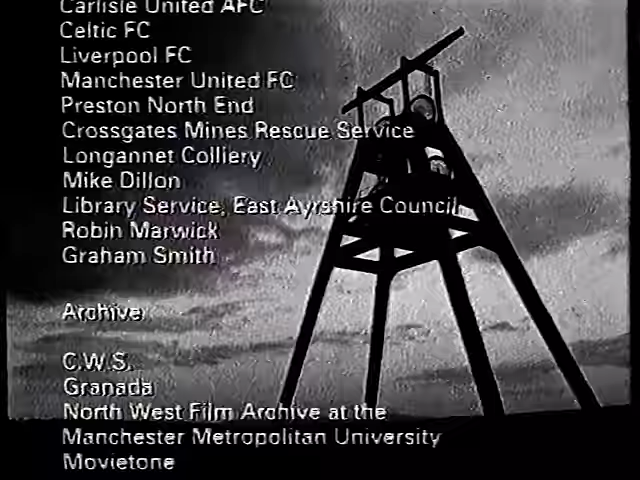 Carlisle United AFC
Celtic FC
Liverpool FC
Manchester United FC
Preston North End
Crossgates Mines Rescue Service
Longannet Colliery
Mike Dillon
Library Service, East Ayrshire Council
Robin Marwick
Graham Smith
Archive
C.W.S.
Granada
North West Film Archive at the
Manchester Metropolitan University
Movietone